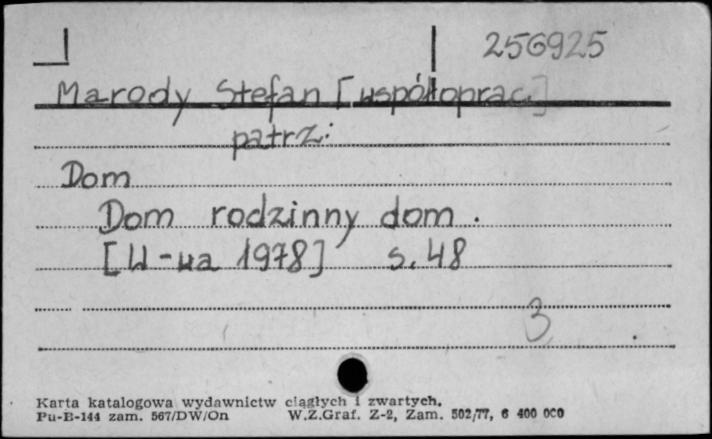 256925
Marody Stefan [współoprac.]
patrz:
Dom
Dom rodzinny dom.
[W-wa 1978] s. 48
3
Karta katalogowa wydawnictw ciągłych i zwartych.
Pu-B-144 zam. 567/DW/On W.Z.Graf. Z-2, Zam. 502/77, 6 400 000